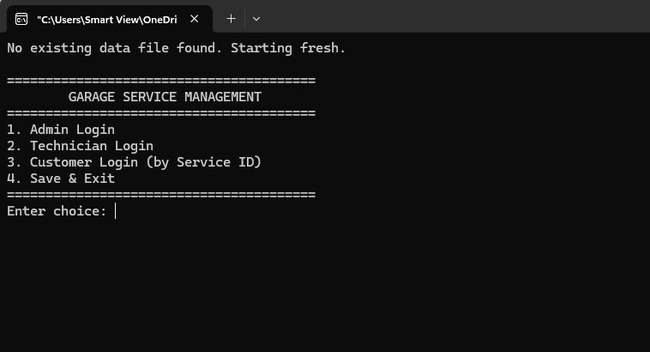 "C:\Users\Smart View\OneDri
No existing data file found. Starting fresh.
========================================
GARAGE SERVICE MANAGEMENT
========================================
1. Admin Login
2. Technician Login
3. Customer Login (by Service ID)
4. Save & Exit
========================================
Enter choice: